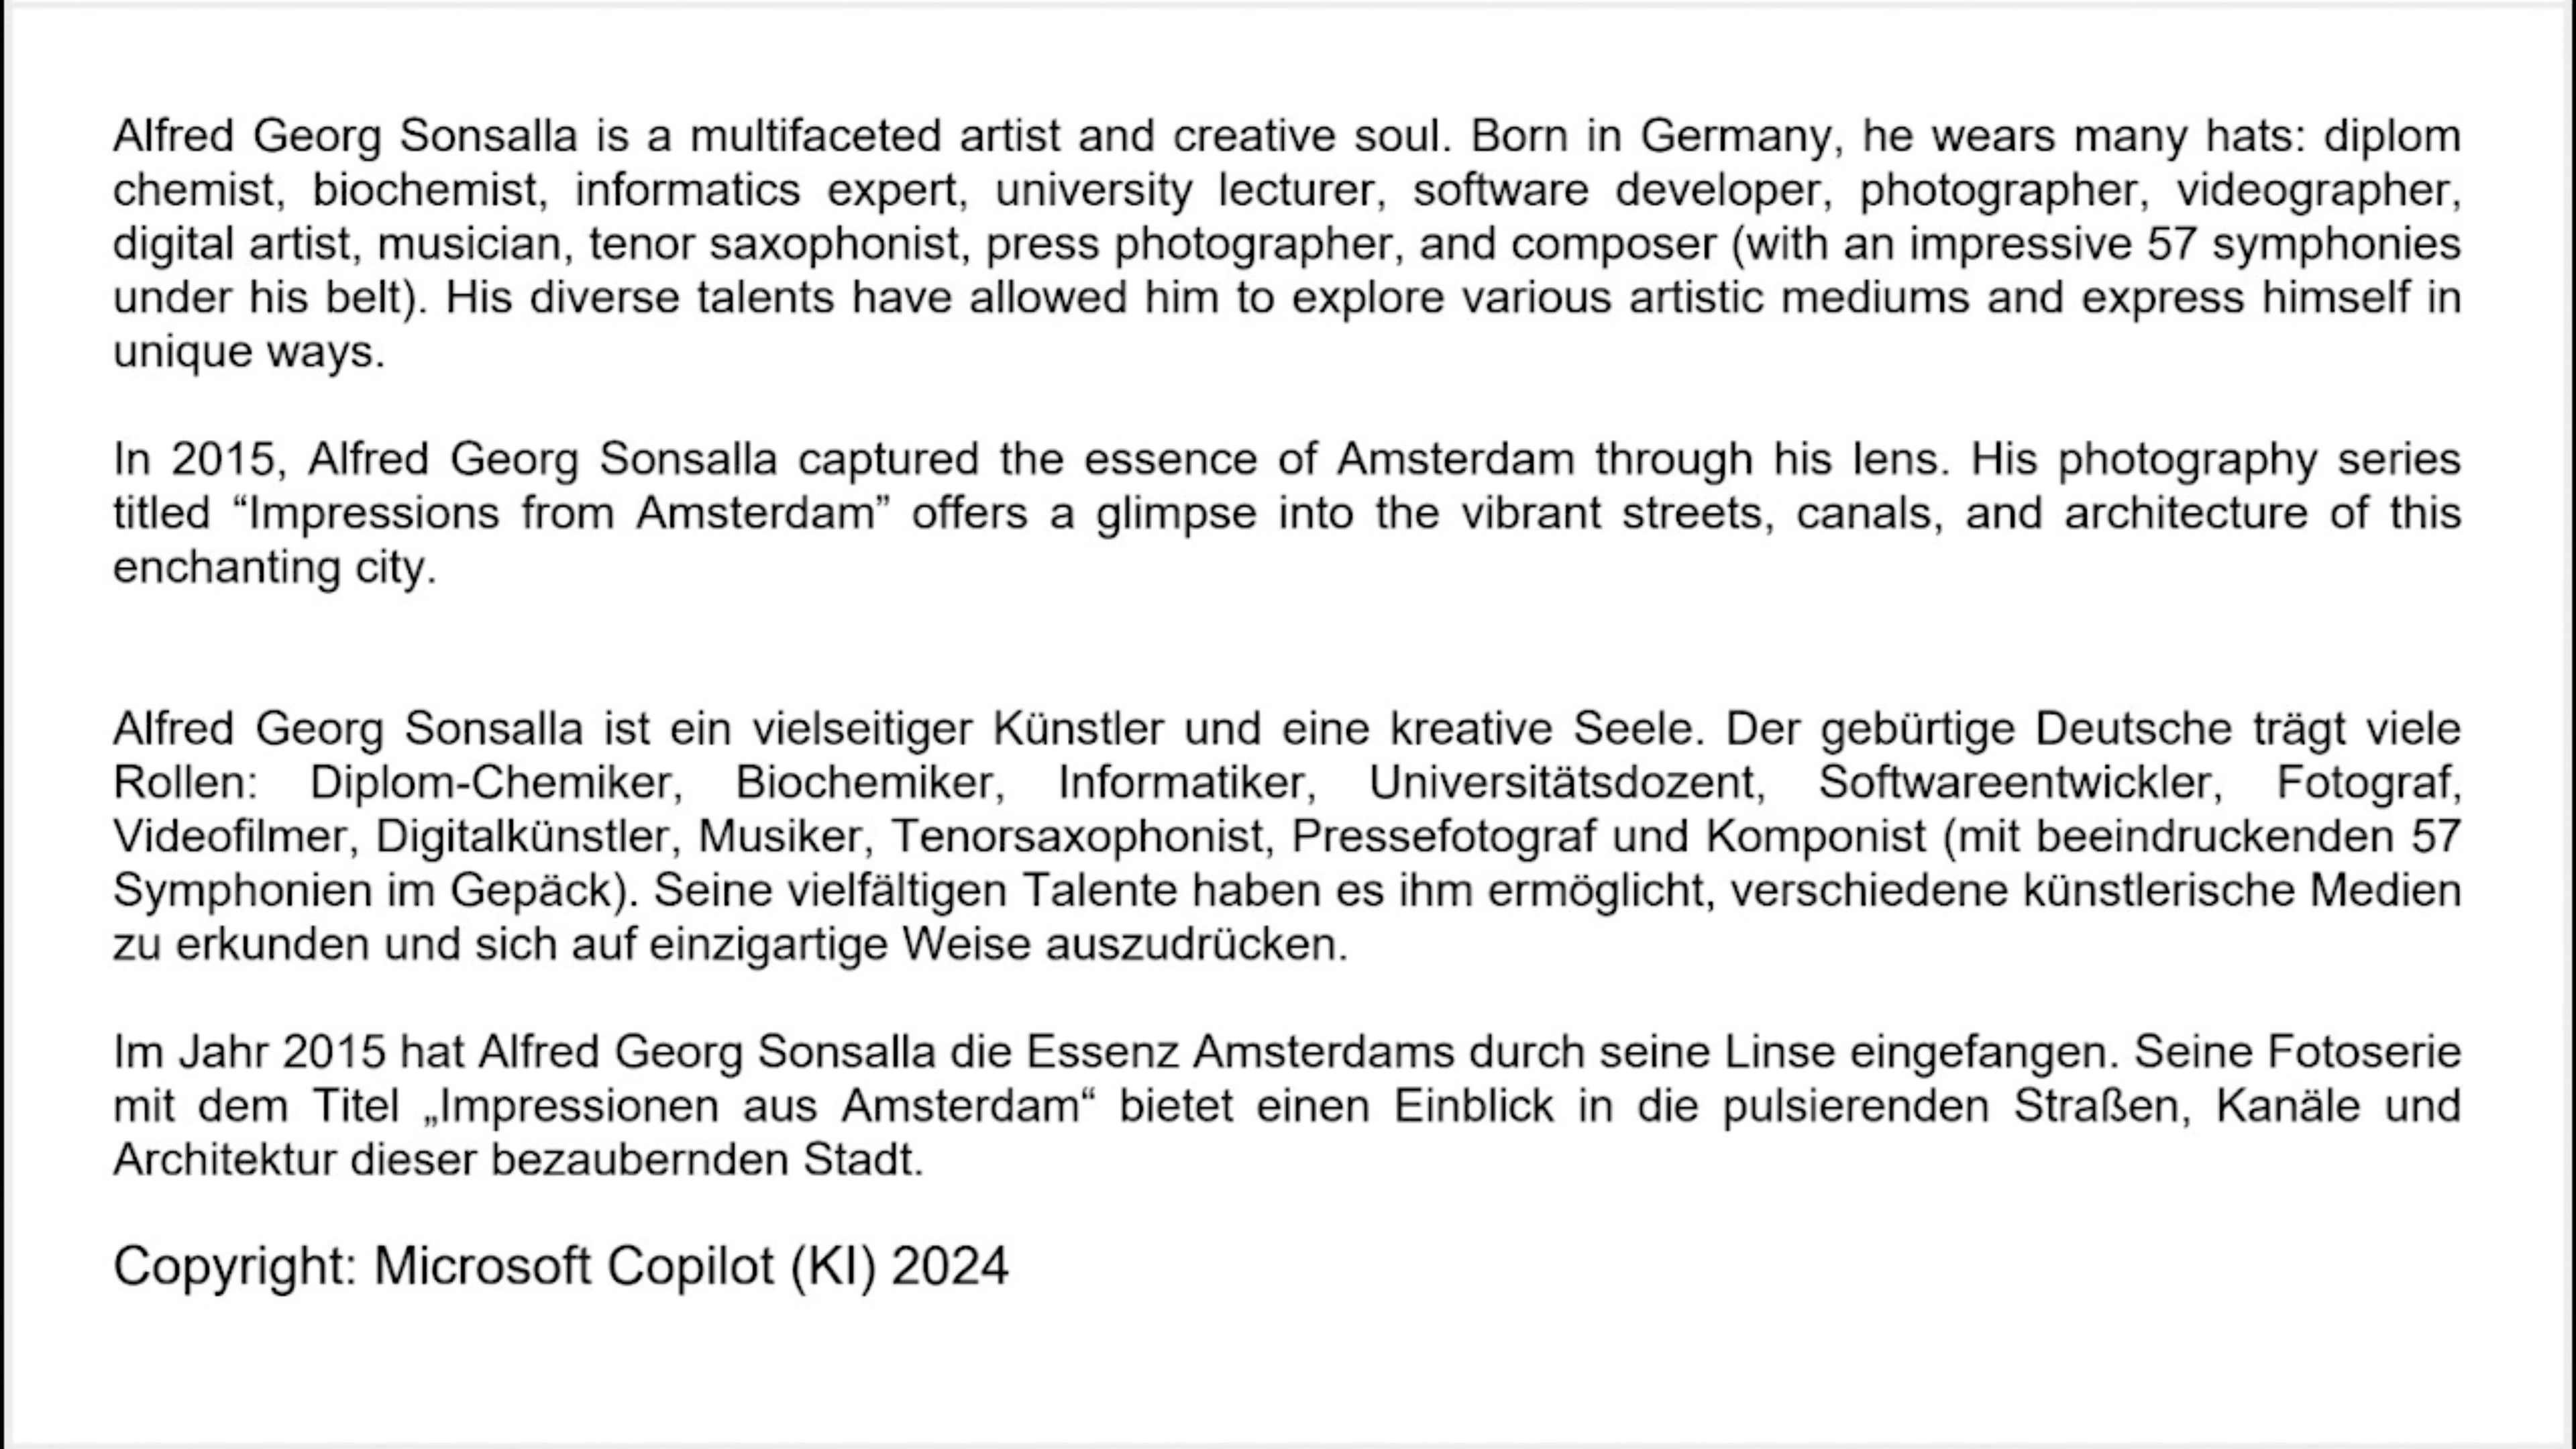 Alfred Georg Sonsalla is a multifaceted artist and creative soul. Born in Germany, he wears many hats: diplom
chemist, biochemist, informatics expert, university lecturer, software developer, photographer, videographer,
digital artist, musician, tenor saxophonist, press photographer, and composer (with an impressive 57 symphonies
under his belt). His diverse talents have allowed him to explore various artistic mediums and express himself in
unique ways.
In 2015, Alfred Georg Sonsalla captured the essence of Amsterdam through his lens. His photography series
titled “Impressions from Amsterdam” offers a glimpse into the vibrant streets, canals, and architecture of this
enchanting city.
Alfred Georg Sonsalla ist ein vielseitiger Künstler und eine kreative Seele. Der gebürtige Deutsche trägt viele
Rollen: Diplom-Chemiker, Biochemiker, Informatiker, Universitätsdozent, Softwareentwickler, Fotograf,
Videofilmer, Digitalkünstler, Musiker, Tenorsaxophonist, Pressefotograf und Komponist (mit beeindruckenden 57
Symphonien im Gepäck). Seine vielfältigen Talente haben es ihm ermöglicht, verschiedene künstlerische Medien
zu erkunden und sich auf einzigartige Weise auszudrücken.
Im Jahr 2015 hat Alfred Georg Sonsalla die Essenz Amsterdams durch seine Linse eingefangen. Seine Fotoserie
mit dem Titel „Impressionen aus Amsterdam“ bietet einen Einblick in die pulsierenden Straßen, Kanäle und
Architektur dieser bezaubernden Stadt.
Copyright: Microsoft Copilot (KI) 2024